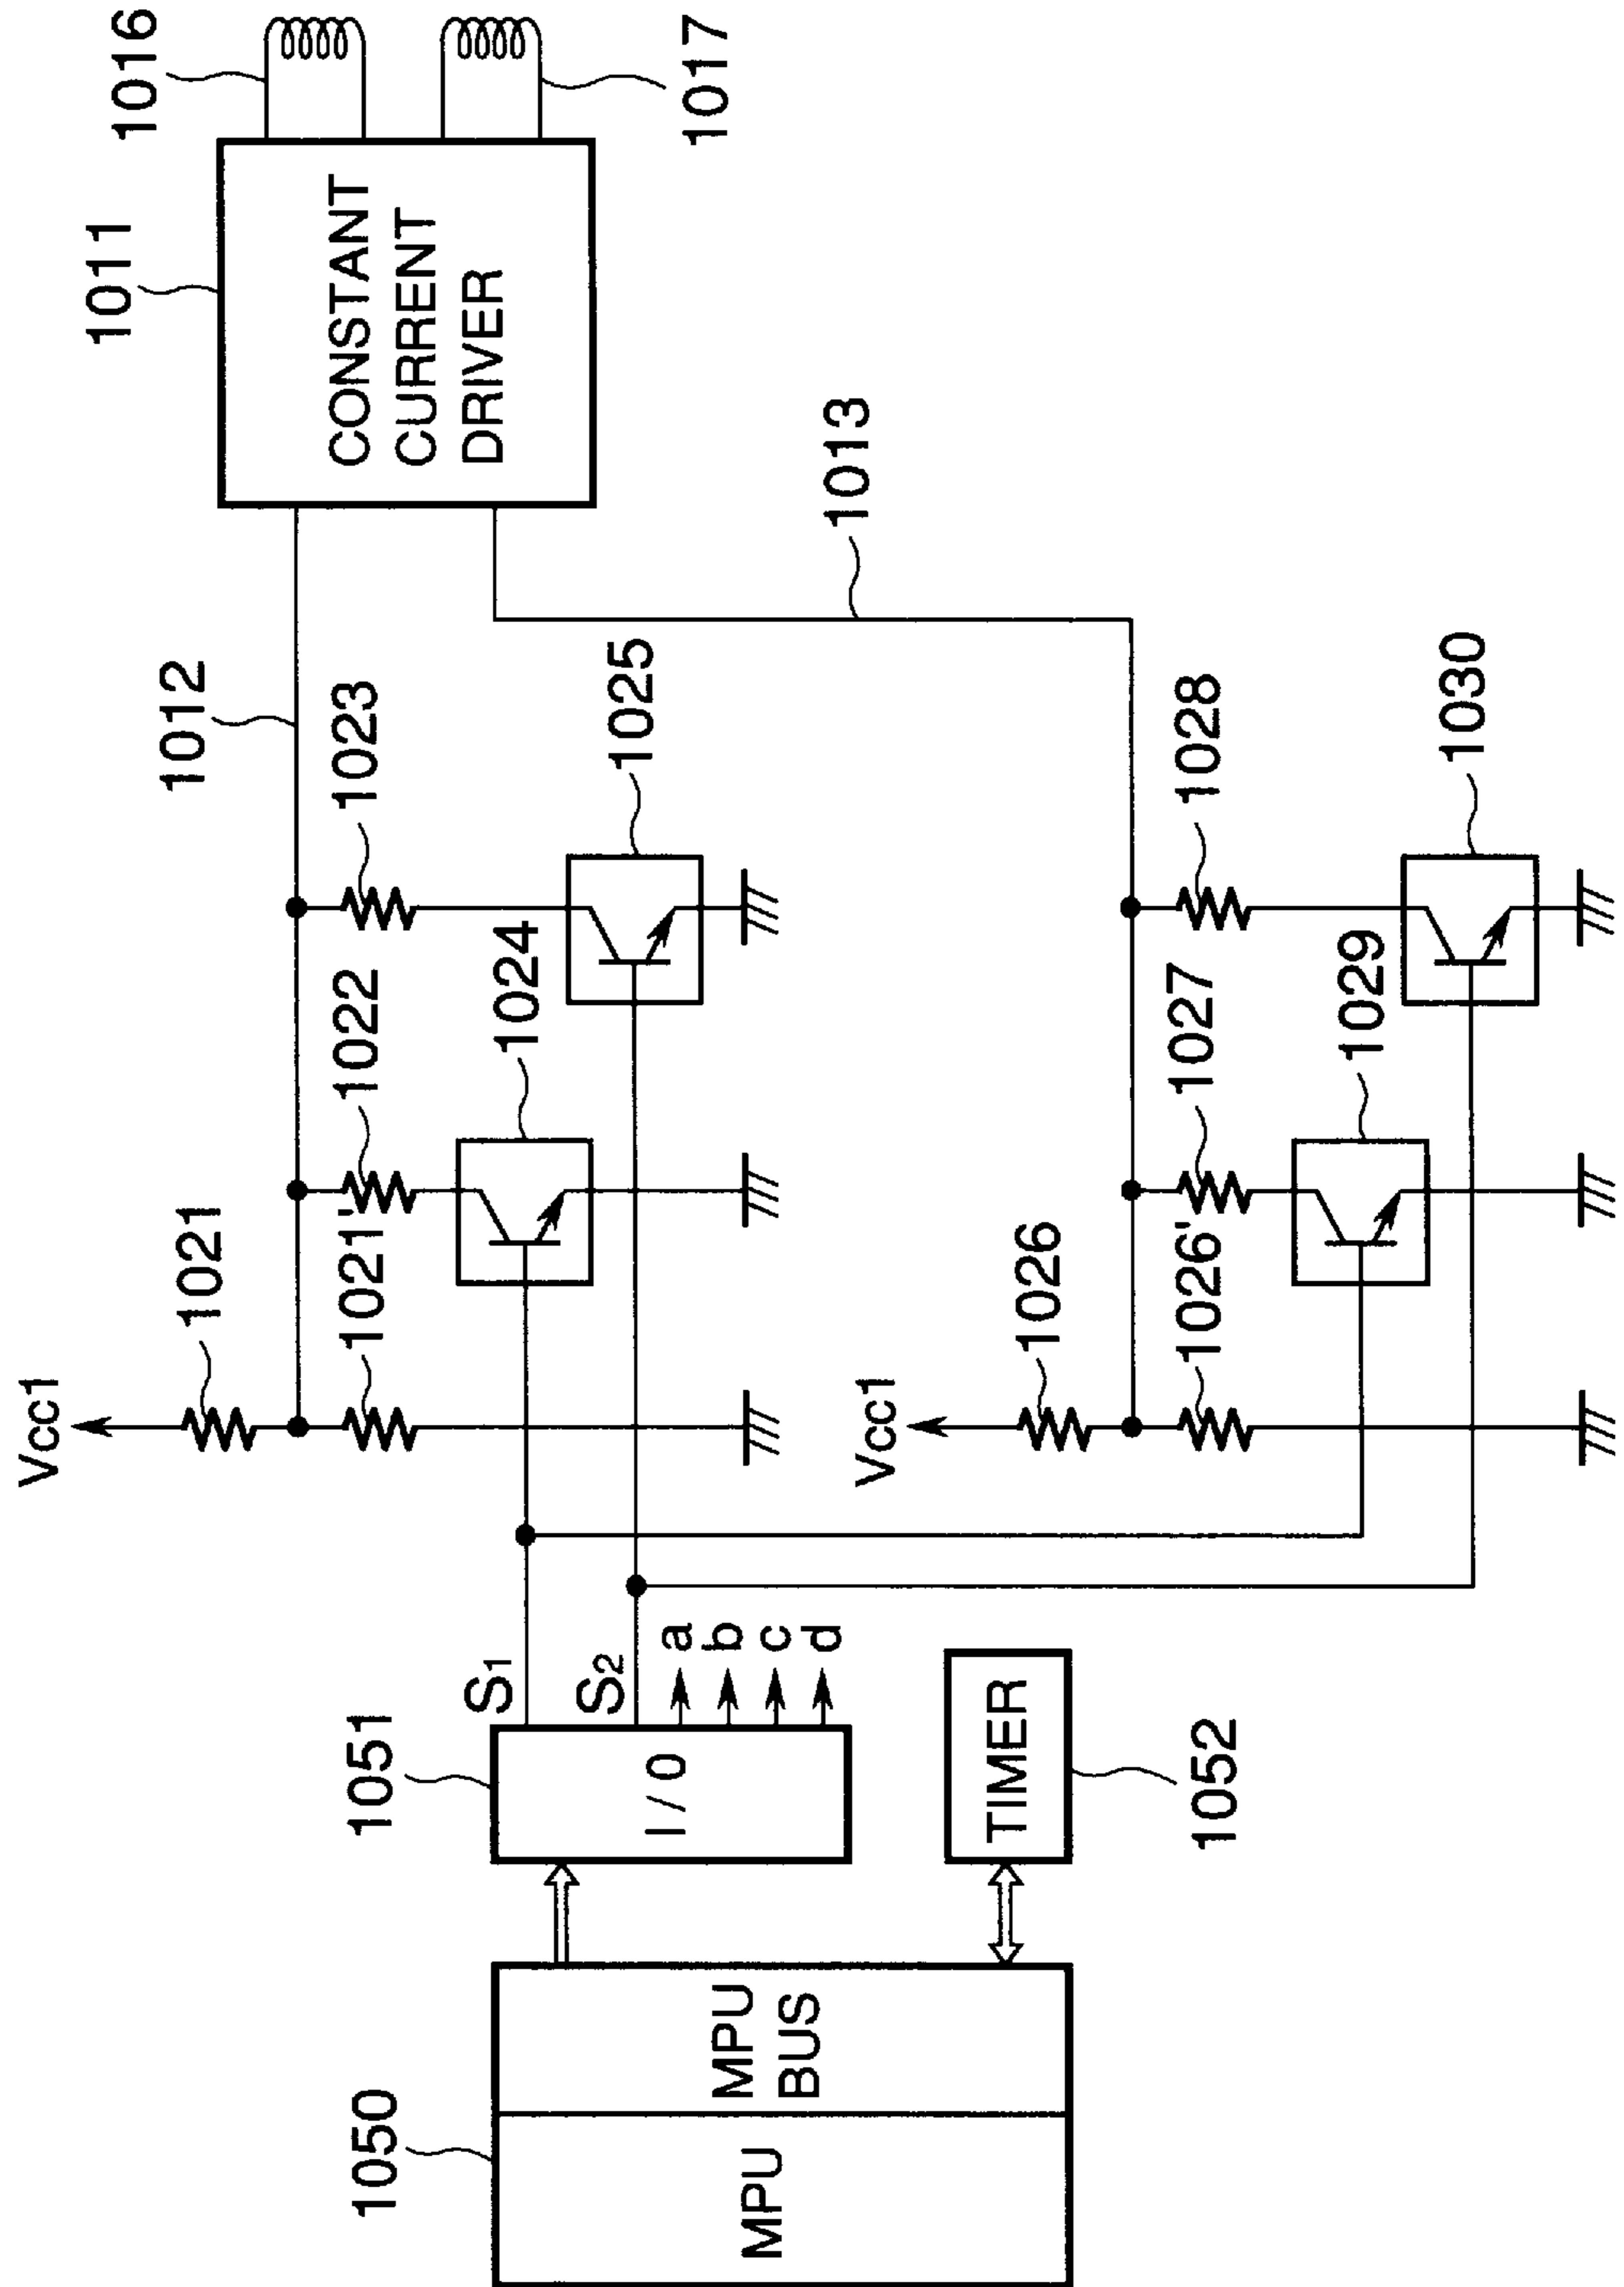 1016
1011
CONSTANT
CURRENT
DRIVER
1017
1012
1013
1023
1025
1022
1024
1021
1021'
Vcc1
1028
1030
1027
1029
1026
1026'
Vcc1
S1
S2
a
b
c
d
1051
I/O
TIMER
1052
1050
MPU
MPU
BUS